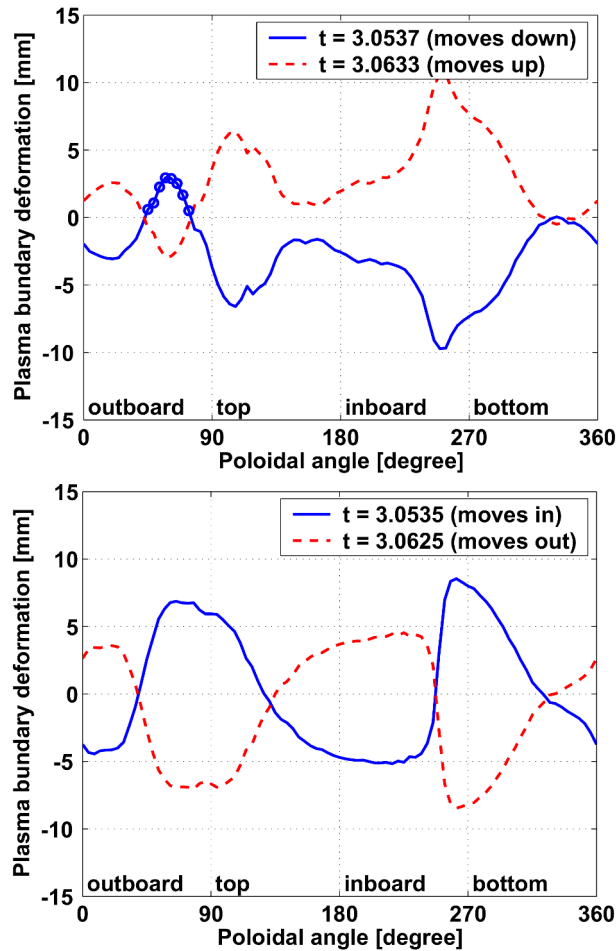 Plasma bundary deformation [mm]
15
10
5
0
-5
-10
-15
t = 3.0537 (moves down)
t = 3.0633 (moves up)
outboard top inboard bottom
0 90 180 270 360
Poloidal angle [degree]
Plasma bundary deformation [mm]
15
10
5
0
-5
-10
-15
t = 3.0535 (moves in)
t = 3.0625 (moves out)
outboard top inboard bottom
0 90 180 270 360
Poloidal angle [degree]